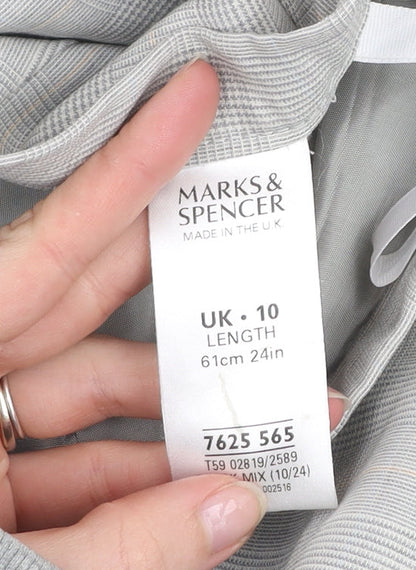 MARKS &
SPENCER
MADE IN THE U.K.
UK • 10
LENGTH
61cm 24in
7625 565
T59 02819/2589
MIX (10/24)
002516